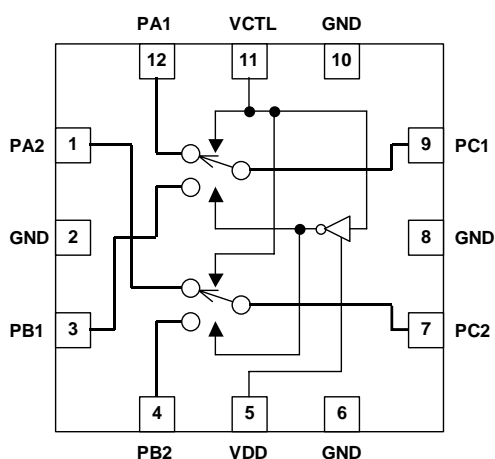 PA1 VCTL GND
12 11 10
PA2 1 9 PC1
GND 2 8 GND
PB1 3 7 PC2
4 5 6
PB2 VDD GND